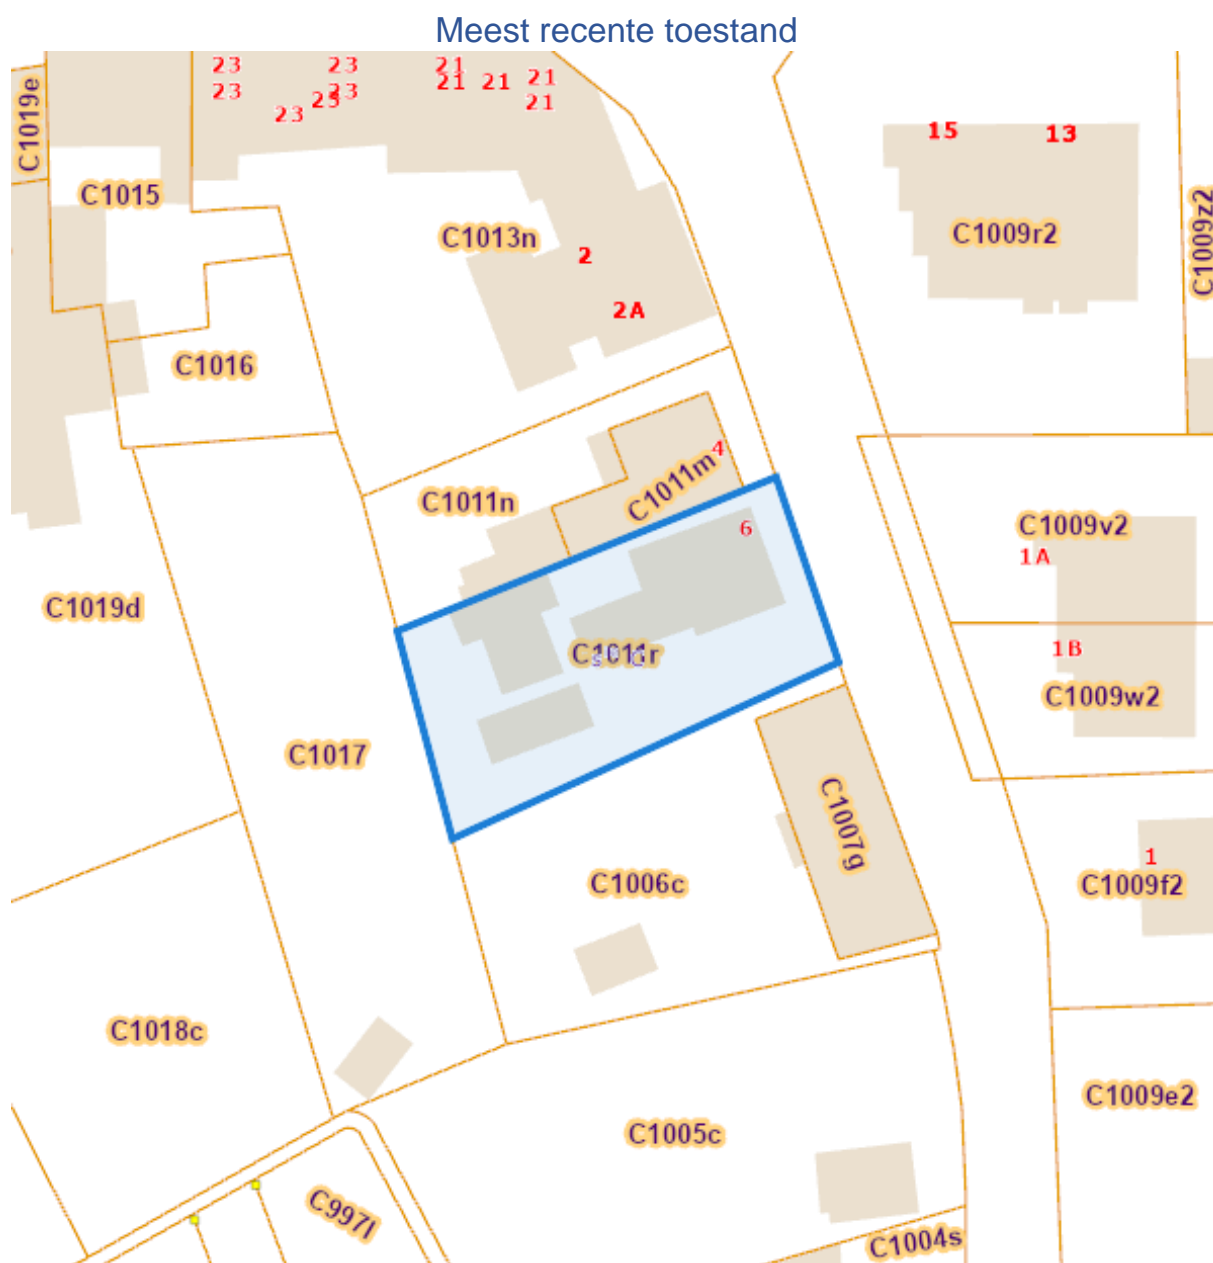 Meest recente toestand
23 23 21 21
23 23 21 21
23 23 21
C1019e
15 13
C1015
C1013n
C1009r2
C1009z2
2
2A
C1016
4
C1011m
C1011n
6
C1009v2
1A
C1019d
C1011r
1B
C1009w2
C1017
C1007g
1
C1006c
C1009f2
C1018c
C1009e2
C1005c
C997l
C1004s